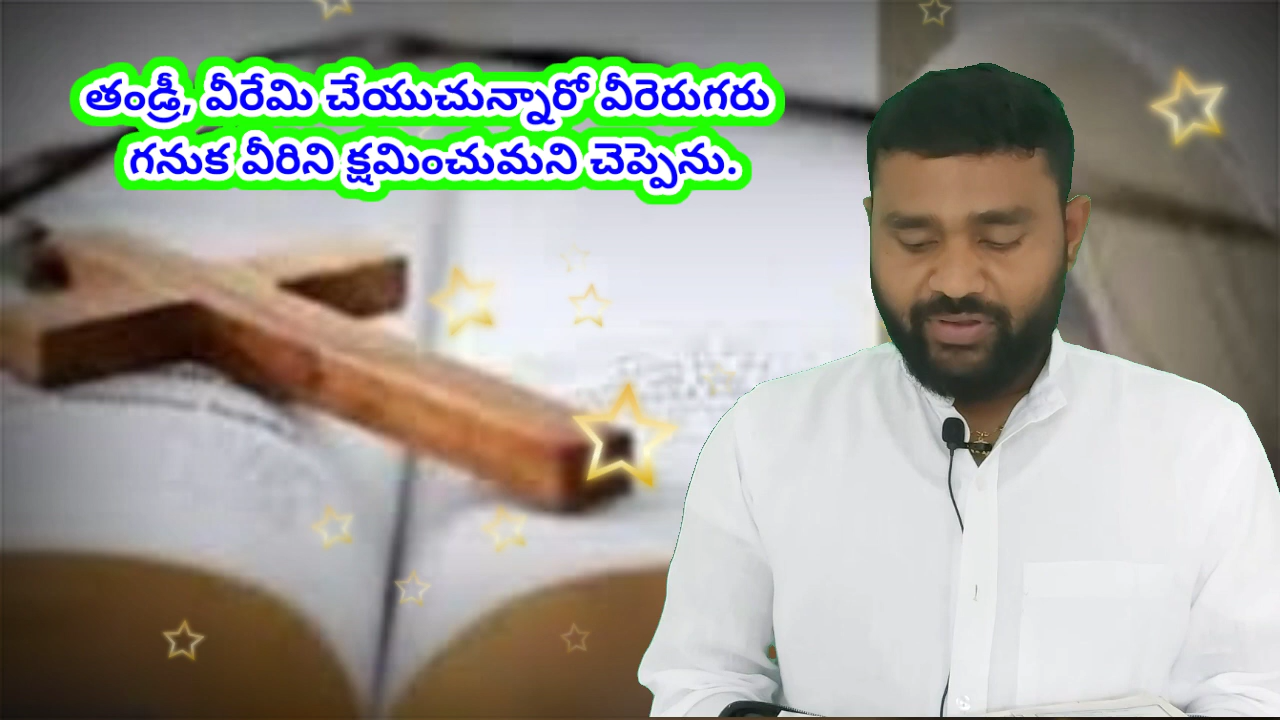 తండ్రీ, వీరేమి చేయుచున్నారో వీరెరుగరు
గనుక వీరిని క్షమించుమని చెప్పెను.